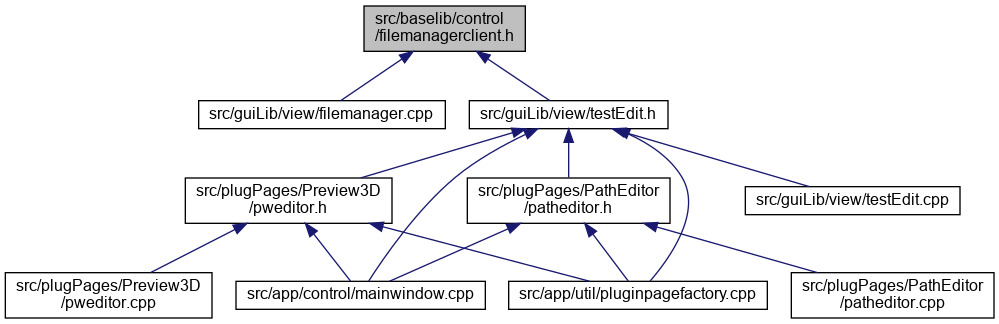 src/baselib/control
/filemanagerclient.h
src/guiLib/view/filemanager.cpp
src/guiLib/view/testEdit.h
src/plugPages/Preview3D
/pweditor.h
src/plugPages/PathEditor
/patheditor.h
src/guiLib/view/testEdit.cpp
src/plugPages/Preview3D
/pweditor.cpp
src/app/control/mainwindow.cpp
src/app/util/pluginpagefactory.cpp
src/plugPages/PathEditor
/patheditor.cpp